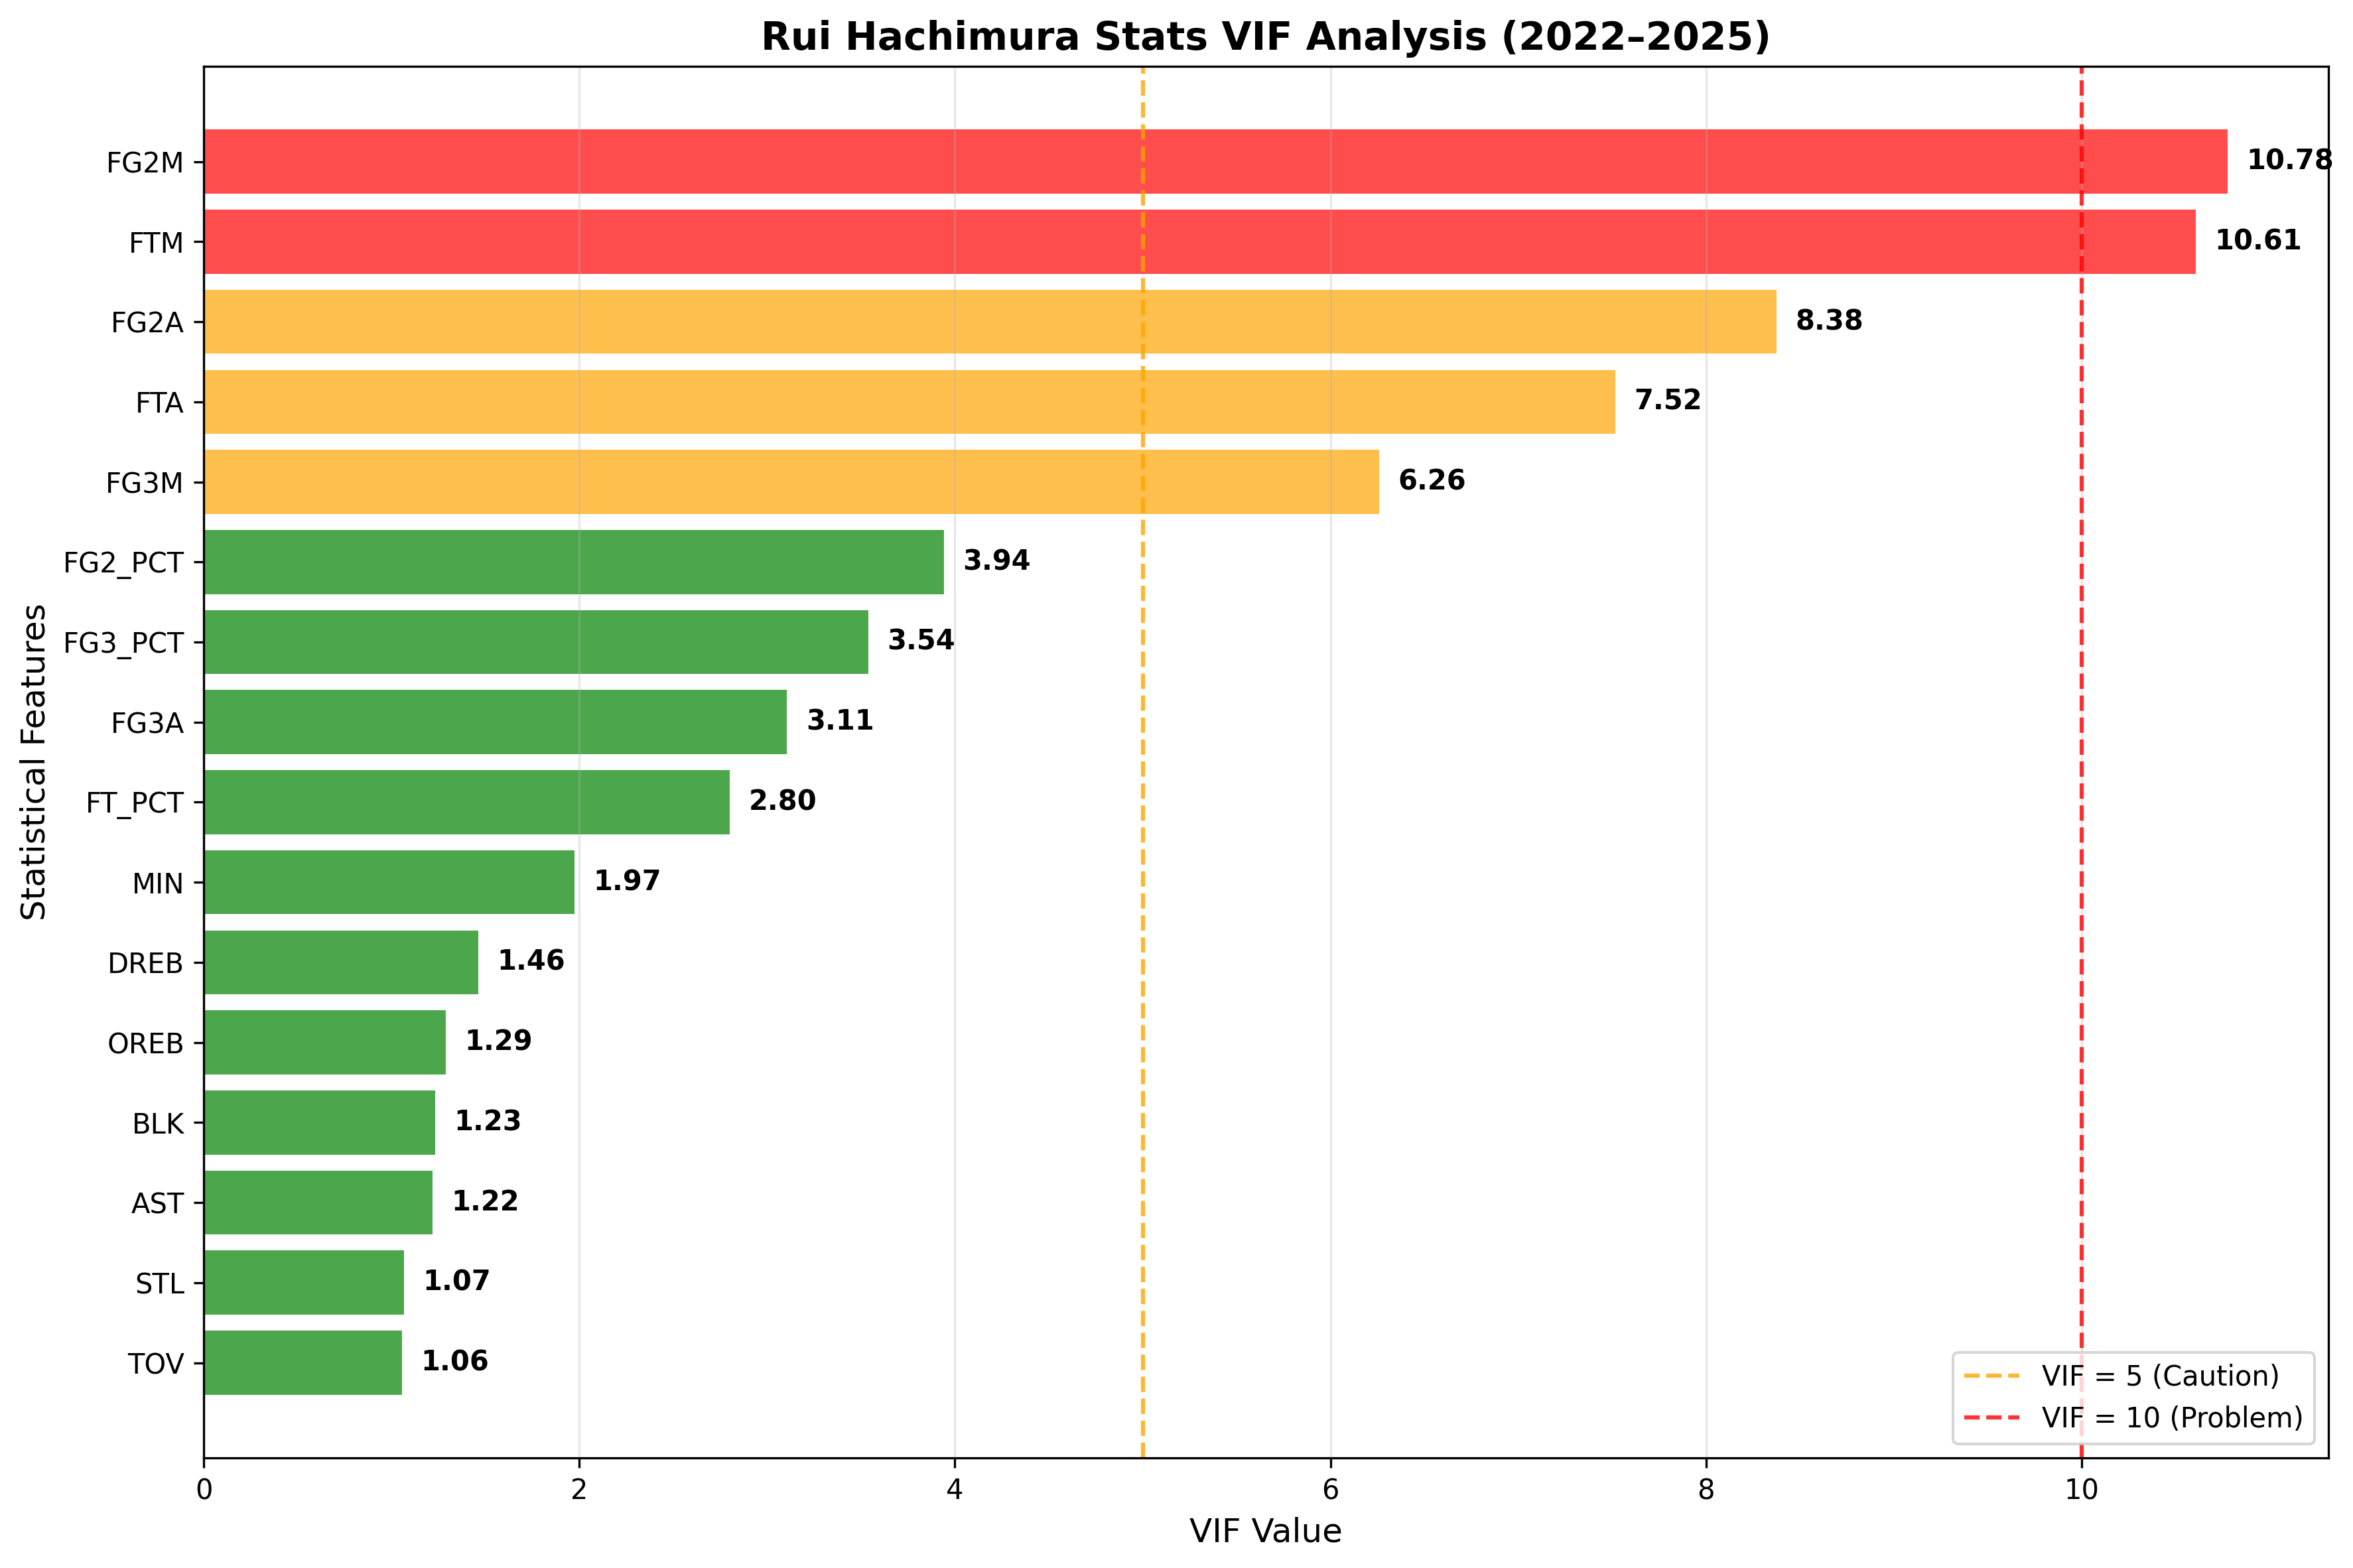 Rui Hachimura Stats VIF Analysis (2022–2025)
Statistical Features
FG2M 10.78
FTM 10.61
FG2A 8.38
FTA 7.52
FG3M 6.26
FG2_PCT 3.94
FG3_PCT 3.54
FG3A 3.11
FT_PCT 2.80
MIN 1.97
DREB 1.46
OREB 1.29
BLK 1.23
AST 1.22
STL 1.07
TOV 1.06
VIF = 5 (Caution)
VIF = 10 (Problem)
0 2 4 6 8 10
VIF Value